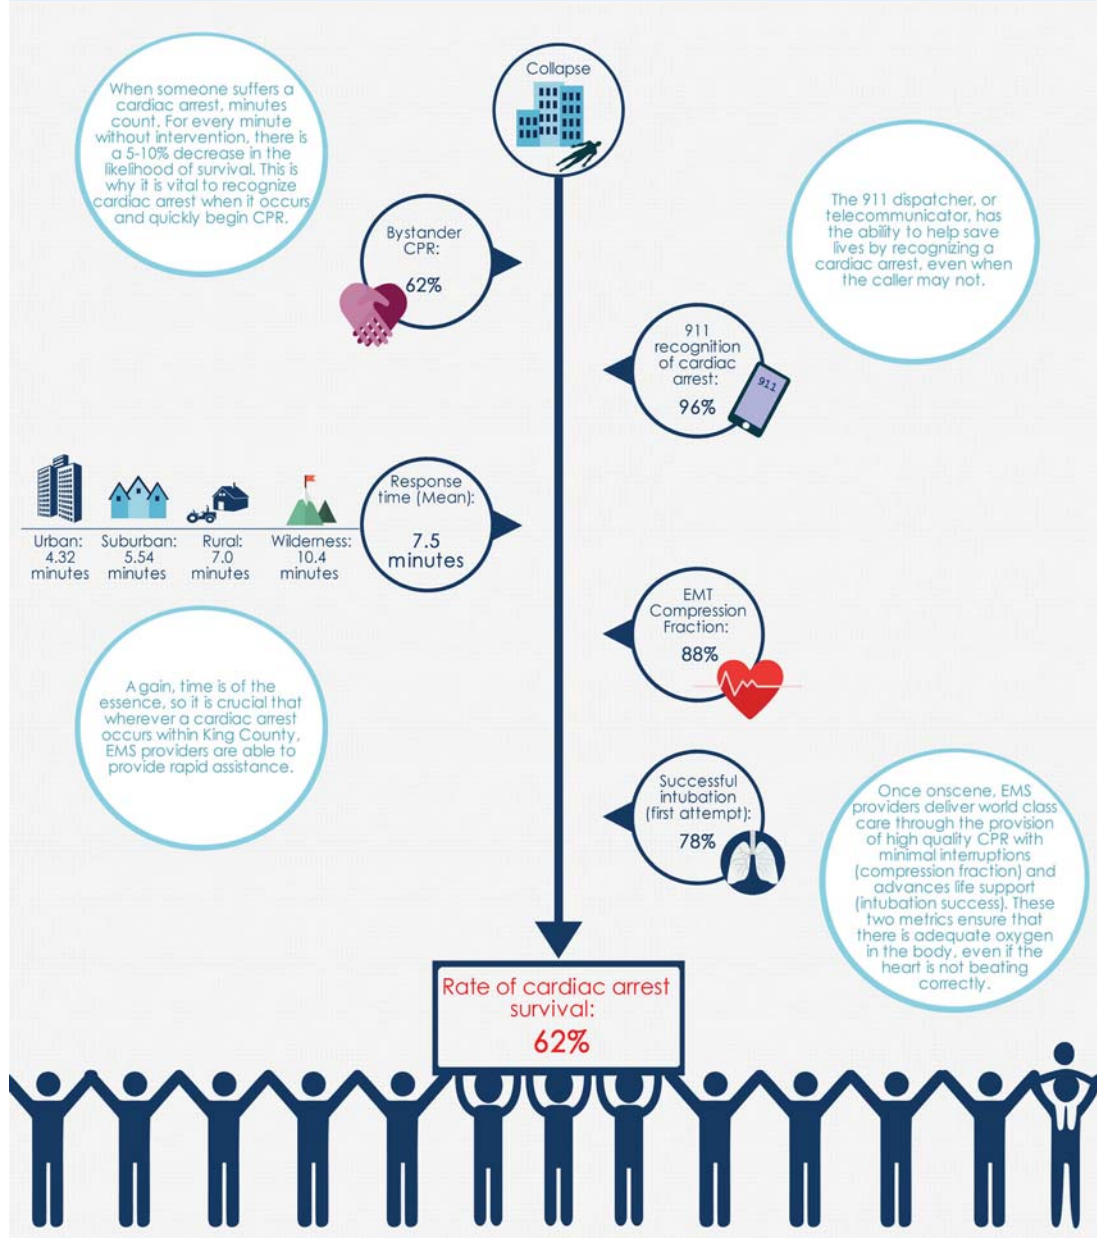 Collapse
When someone suffers a
cardiac arrest, minutes
count. For every minute
without intervention, there is
a 5-10% decrease in the
likelihood of survival. This is
why it is vital to recognize
cardiac arrest when it occurs
and quickly begin CPR.
Bystander
CPR:
62%
The 911 dispatcher, or
telecommunicator, has
the ability to help save
lives by recognizing a
cardiac arrest, even when
the caller may not.
911
recognition
of cardiac
arrest:
96%
911
Response
time (Mean):
7.5
minutes
Urban:
4.32
minutes
Suburban:
5.54
minutes
Rural:
7.0
minutes
Wilderness:
10.4
minutes
EMT
Compression
Fraction:
88%
Again, time is of the
essence, so it is crucial that
wherever a cardiac arrest
occurs within King County,
EMS providers are able to
provide rapid assistance.
Successful
intubation
(first attempt):
78%
Once onscene, EMS
providers deliver world class
care through the provision
of high quality CPR with
minimal interruptions
(compression fraction) and
advances life support
(intubation success). These
two metrics ensure that
there is adequate oxygen
in the body, even if the
heart is not beating
correctly.
Rate of cardiac arrest
survival:
62%